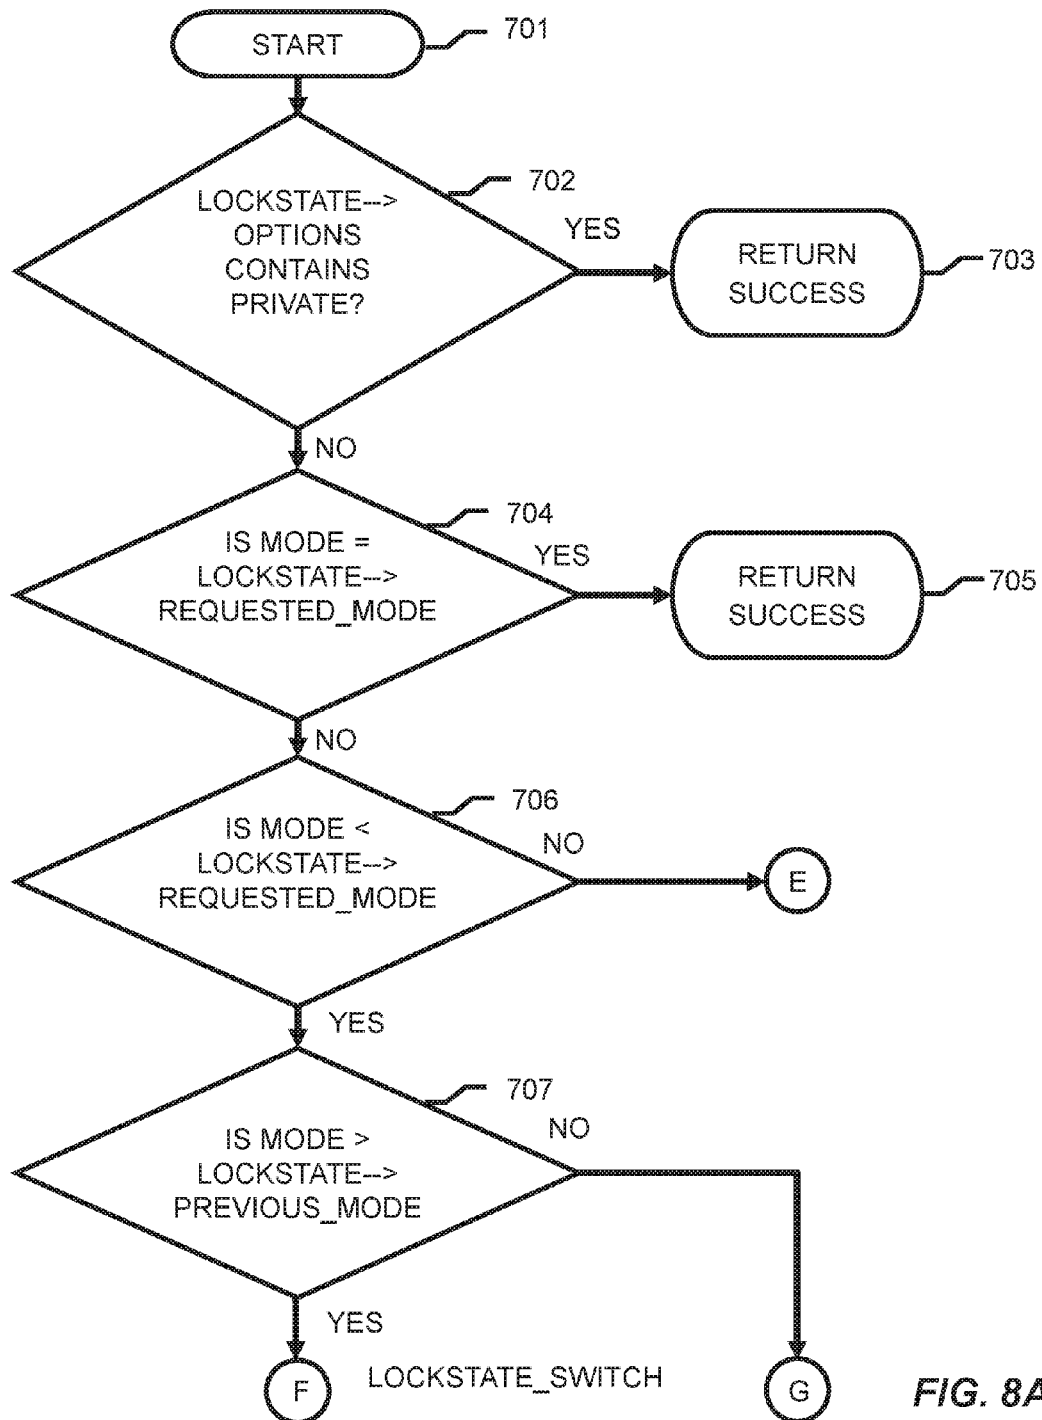 START
701
702
LOCKSTATE-->
OPTIONS
CONTAINS
PRIVATE?
YES
RETURN
SUCCESS
703
NO
704
IS MODE =
LOCKSTATE-->
REQUESTED_MODE
YES
RETURN
SUCCESS
705
NO
706
IS MODE <
LOCKSTATE-->
REQUESTED_MODE
NO
E
YES
707
IS MODE >
LOCKSTATE-->
PREVIOUS_MODE
NO
YES
F
LOCKSTATE_SWITCH
G
FIG. 8A